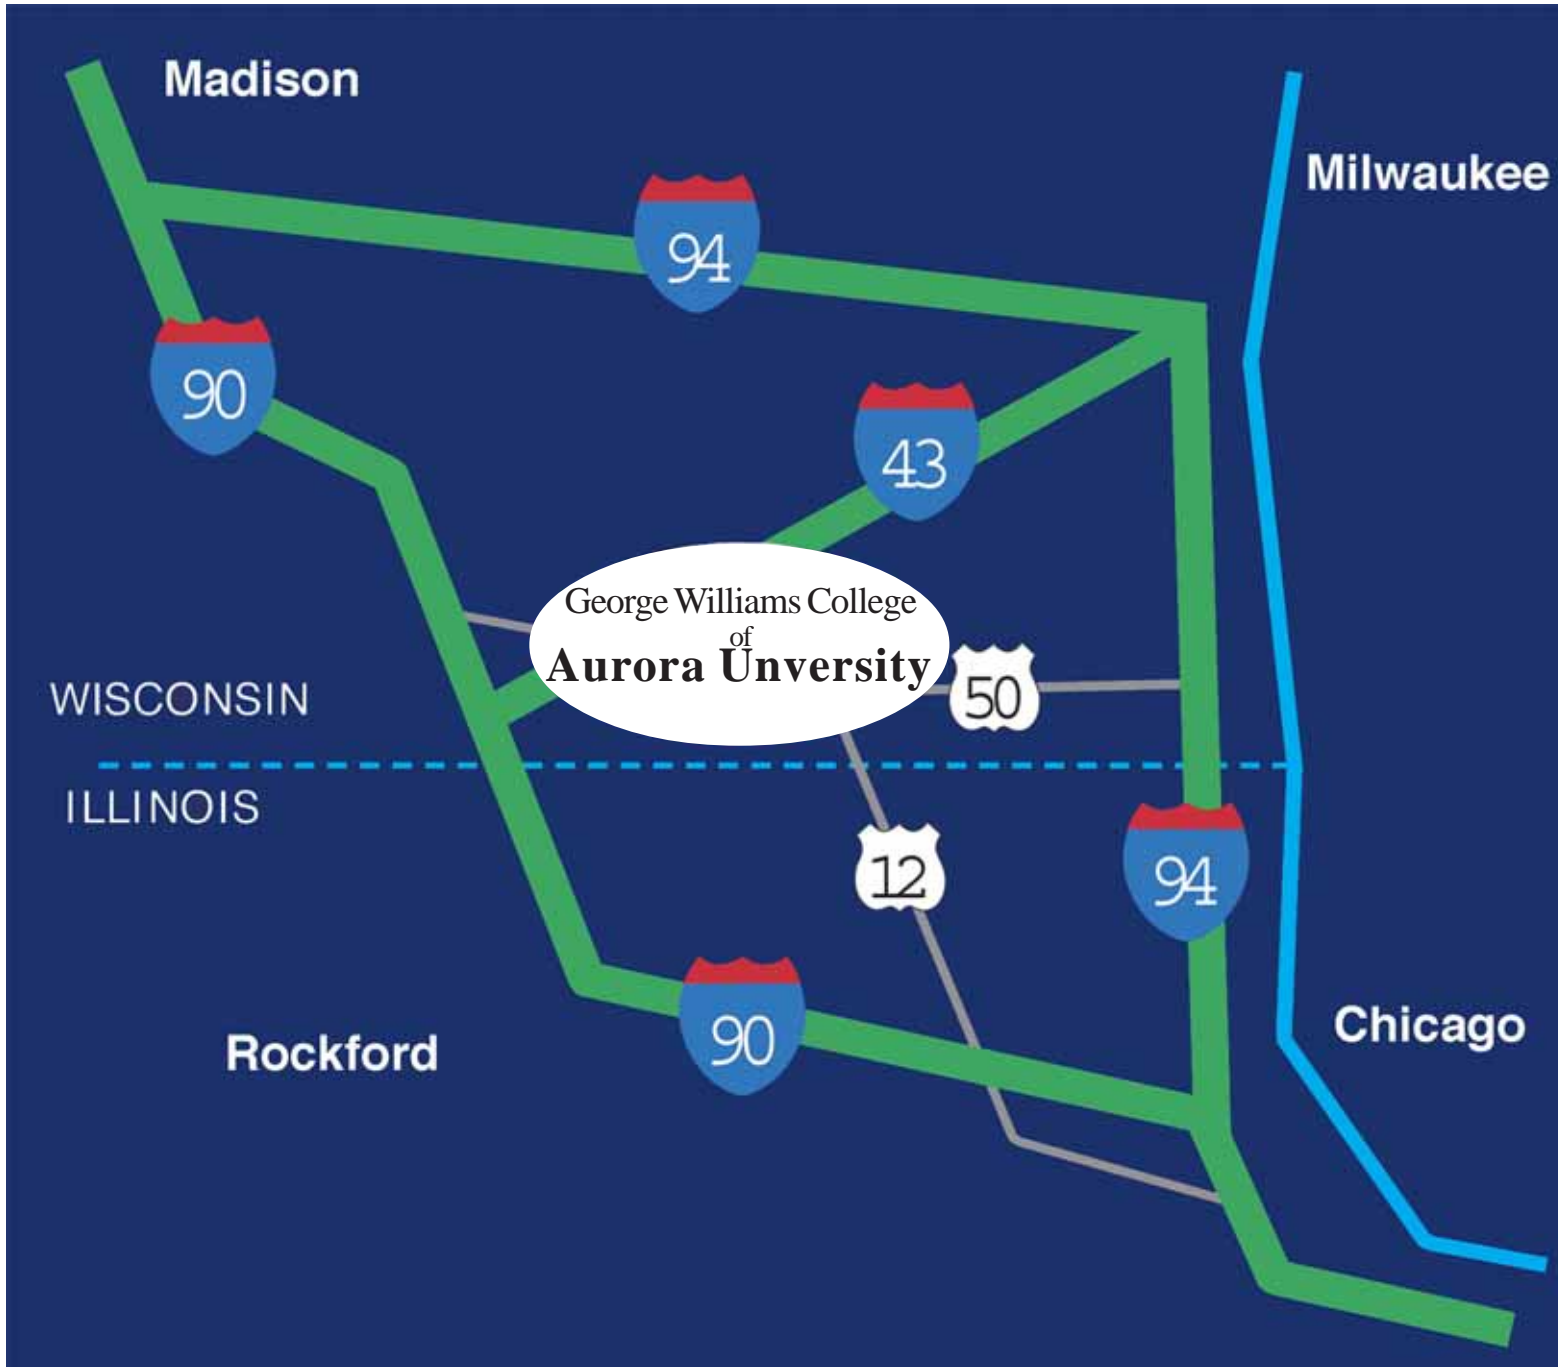 Madison
Milwaukee
94
90
43
George Williams College
of
Aurora Unversity
50
WISCONSIN
ILLINOIS
12
94
Chicago
90
Rockford